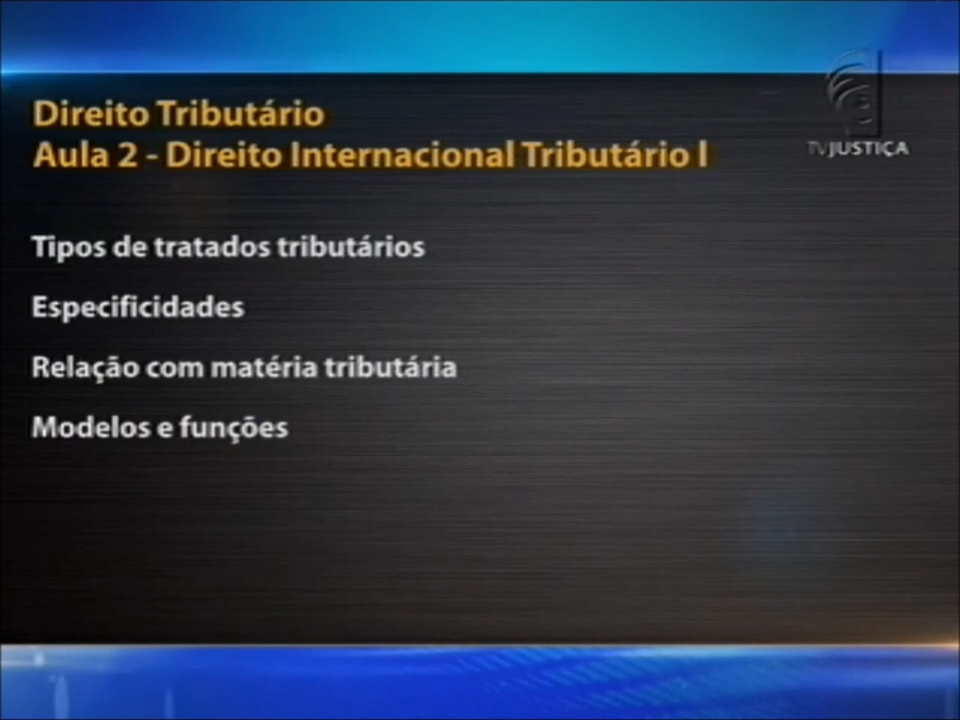 Direito Tributário
Aula 2 - Direito Internacional Tributário I
TVJUSTIÇA
Tipos de tratados tributários
Especificidades
Relação com matéria tributária
Modelos e funções